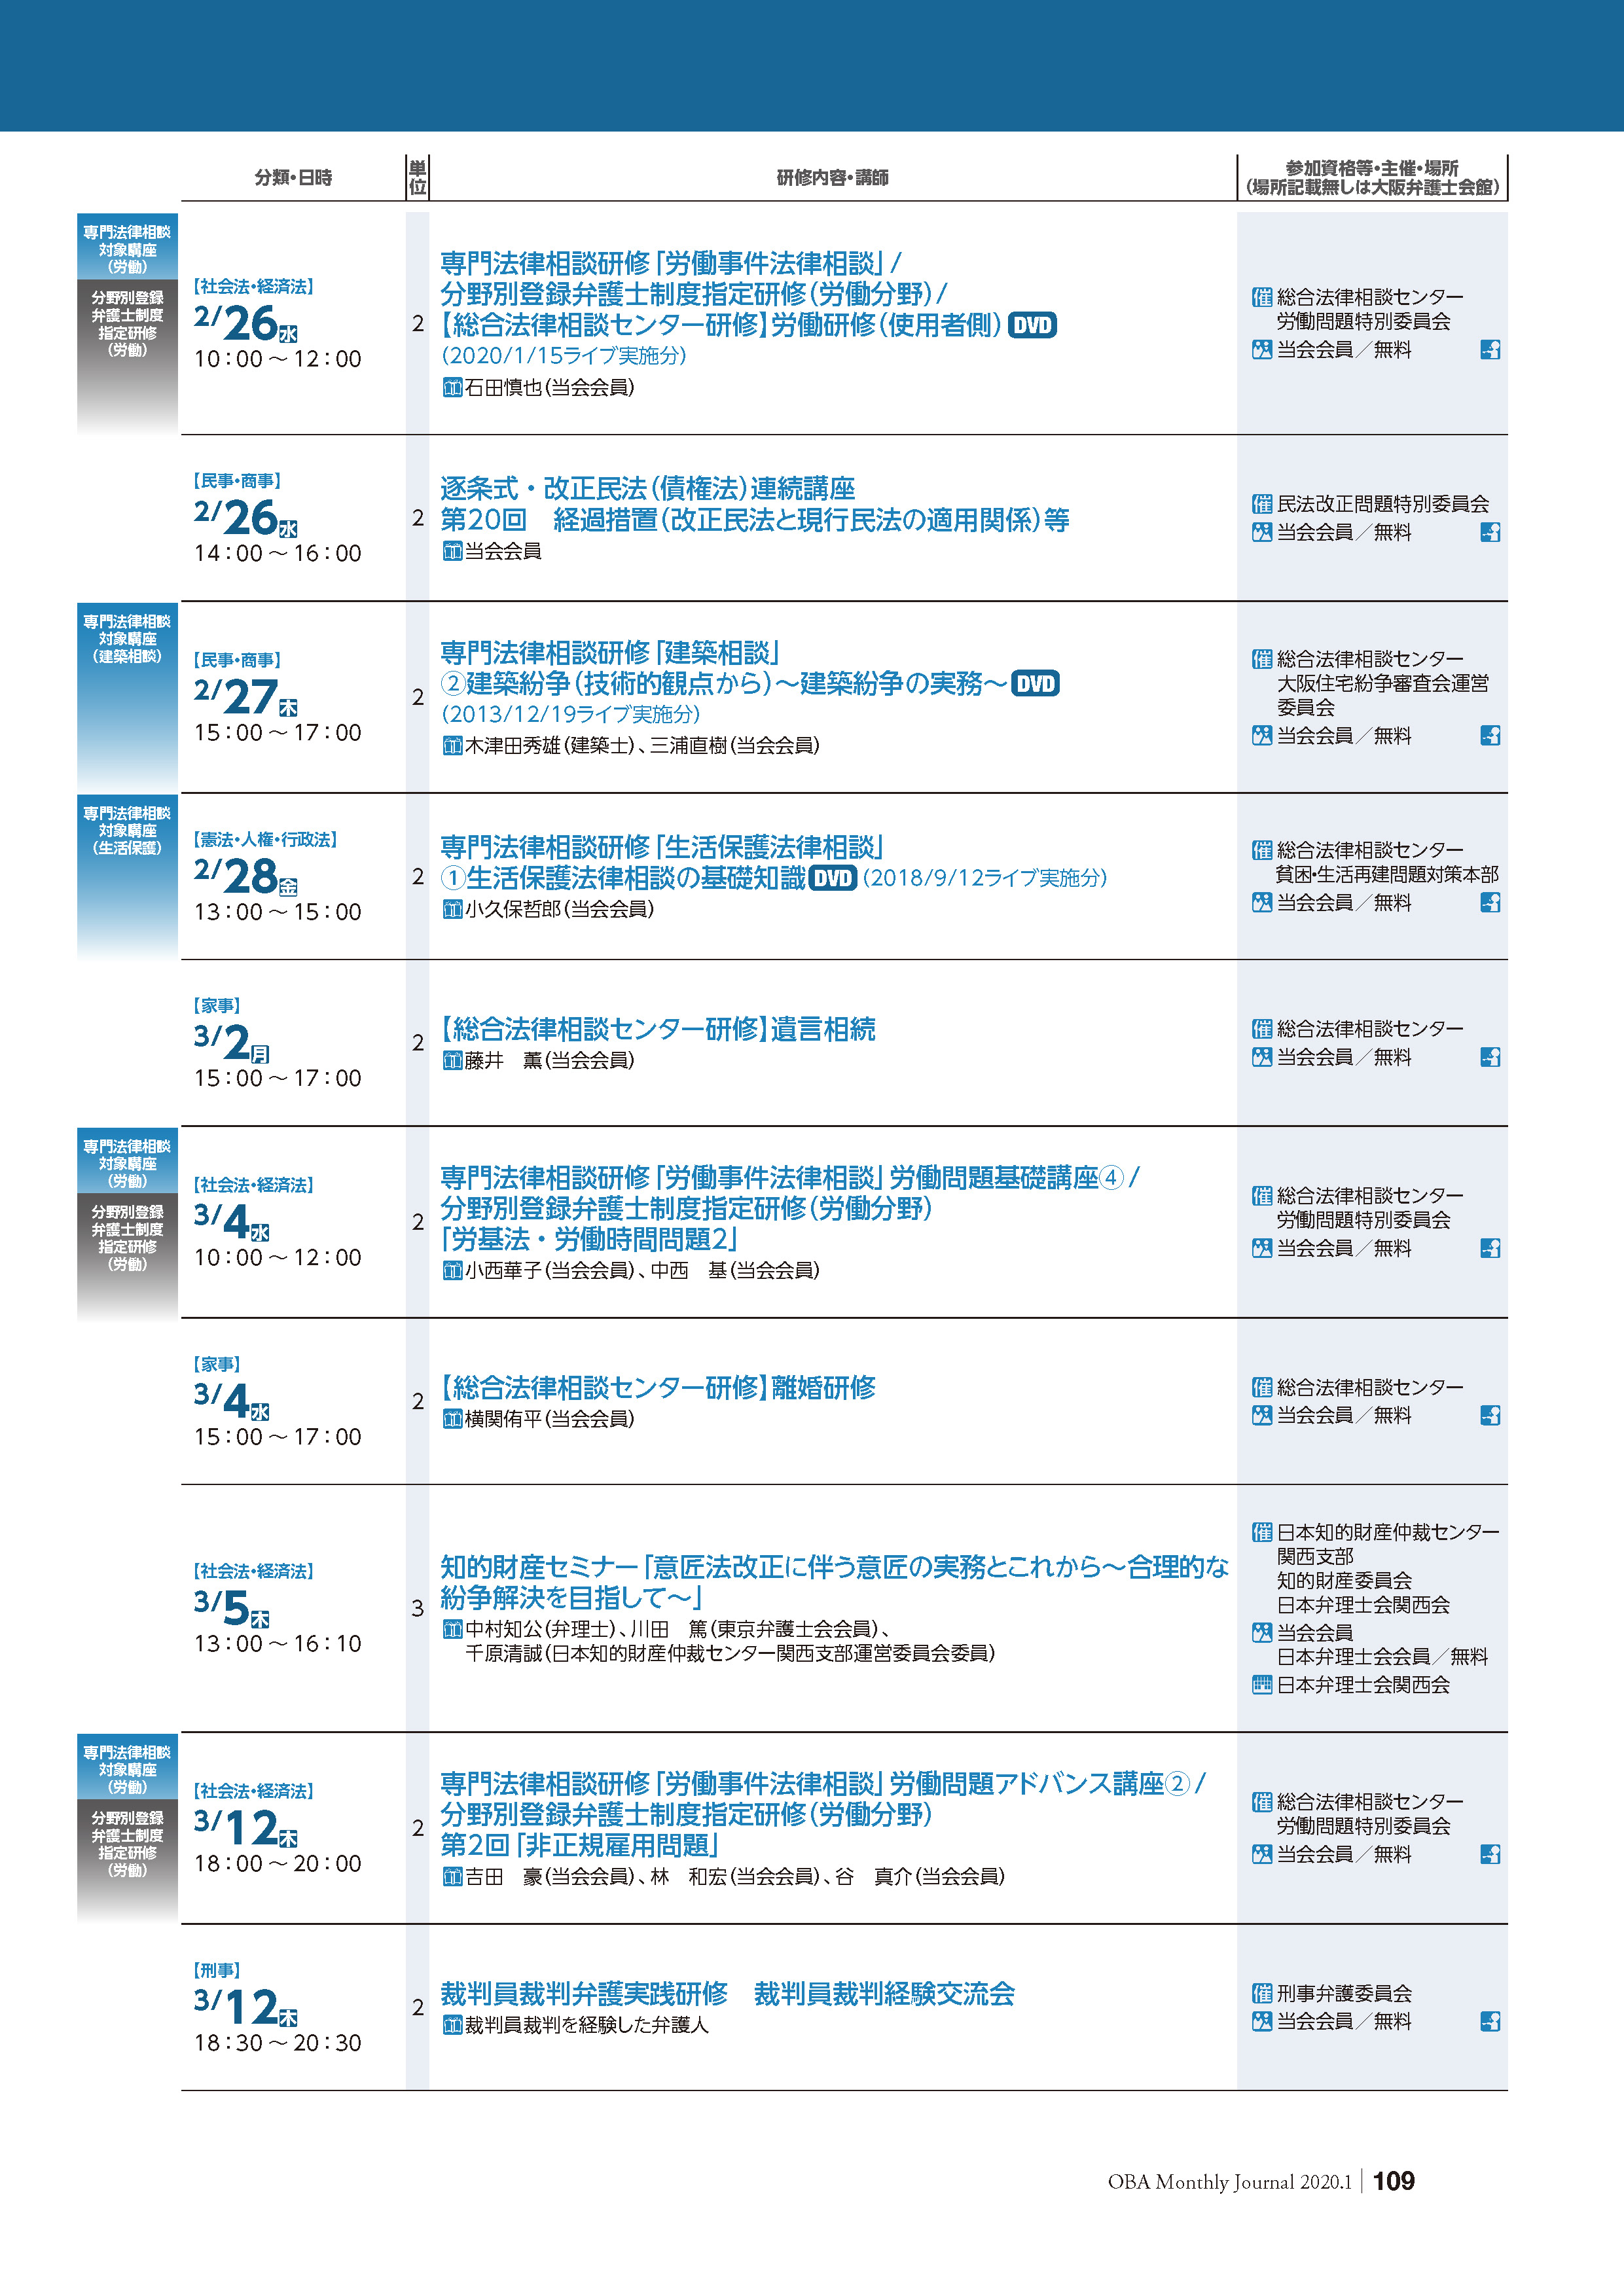 分類・日時
単位
研修内容・講師
参加資格等・主催・場所
（場所記載無しは大阪弁護士会館）
専門法律相談
対象講座
（労働）
分野別登録
弁護士制度
指定研修
（労働）
【社会法・経済法】
2/26水
10：00～12：00
2
専門法律相談研修「労働事件法律相談」/
分野別登録弁護士制度指定研修（労働分野）/
【総合法律相談センター研修】労働研修（使用者側）DVD
（2020/1/15ライブ実施分）
石田慎也（当会会員）
催 総合法律相談センター
労働問題特別委員会
当会会員／無料
【民事・商事】
2/26水
14：00～16：00
2
逐条式・改正民法（債権法）連続講座
第20回　経過措置（改正民法と現行民法の適用関係）等
当会会員
催 民法改正問題特別委員会
当会会員／無料
専門法律相談
対象講座
（建築相談）
【民事・商事】
2/27木
15：00～17：00
2
専門法律相談研修「建築相談」
②建築紛争（技術的観点から）～建築紛争の実務～DVD
（2013/12/19ライブ実施分）
木津田秀雄（建築士）、三浦直樹（当会会員）
催 総合法律相談センター
大阪住宅紛争審査会運営
委員会
当会会員／無料
専門法律相談
対象講座
（生活保護）
【憲法・人権・行政法】
2/28金
13：00～15：00
2
専門法律相談研修「生活保護法律相談」
①生活保護法律相談の基礎知識DVD（2018/9/12ライブ実施分）
小久保哲郎（当会会員）
催 総合法律相談センター
貧困・生活再建問題対策本部
当会会員／無料
【家事】
3/2月
15：00～17：00
2
【総合法律相談センター研修】遺言相続
藤井　薫（当会会員）
催 総合法律相談センター
当会会員／無料
専門法律相談
対象講座
（労働）
分野別登録
弁護士制度
指定研修
（労働）
【社会法・経済法】
3/4水
10：00～12：00
2
専門法律相談研修「労働事件法律相談」労働問題基礎講座④/
分野別登録弁護士制度指定研修（労働分野）
「労基法・労働時間問題2」
小西華子（当会会員）、中西　基（当会会員）
催 総合法律相談センター
労働問題特別委員会
当会会員／無料
【家事】
3/4水
15：00～17：00
2
【総合法律相談センター研修】離婚研修
横関侑平（当会会員）
催 総合法律相談センター
当会会員／無料
【社会法・経済法】
3/5木
13：00～16：10
3
知的財産セミナー「意匠法改正に伴う意匠の実務とこれから～合理的な
紛争解決を目指して～」
中村知公（弁理士）、川田　篤（東京弁護士会会員）、
千原清誠（日本知的財産仲裁センター関西支部運営委員会委員）
催 日本知的財産仲裁センター
関西支部
知的財産委員会
日本弁理士会関西会
当会会員
日本弁理士会会員／無料
日本弁理士会関西会
専門法律相談
対象講座
（労働）
分野別登録
弁護士制度
指定研修
（労働）
【社会法・経済法】
3/12木
18：00～20：00
2
専門法律相談研修「労働事件法律相談」労働問題アドバンス講座②/
分野別登録弁護士制度指定研修（労働分野）
第2回「非正規雇用問題」
吉田　豪（当会会員）、林　和宏（当会会員）、谷　真介（当会会員）
催 総合法律相談センター
労働問題特別委員会
当会会員／無料
【刑事】
3/12木
18：30～20：30
2
裁判員裁判弁護実践研修　裁判員裁判経験交流会
裁判員裁判を経験した弁護人
催 刑事弁護委員会
当会会員／無料
OBA Monthly Journal 2020.1 109